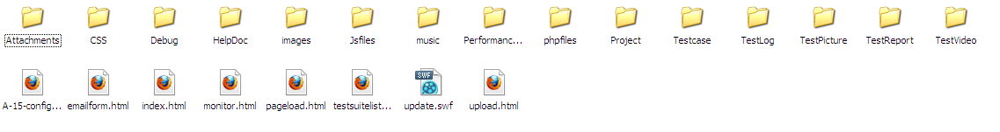 Attachments CSS Debug HelpDoc images Jsfiles music Performanc... phpfiles Project Testcase TestLog TestPicture TestReport TestVideo
SWF
A-15-config... emailform.html index.html monitor.html pageload.html testsuitelist... update.swf upload.html